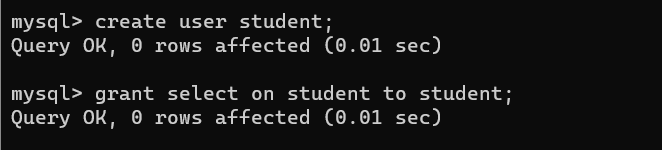 mysql> create user student;
Query OK, 0 rows affected (0.01 sec)
mysql> grant select on student to student;
Query OK, 0 rows affected (0.01 sec)